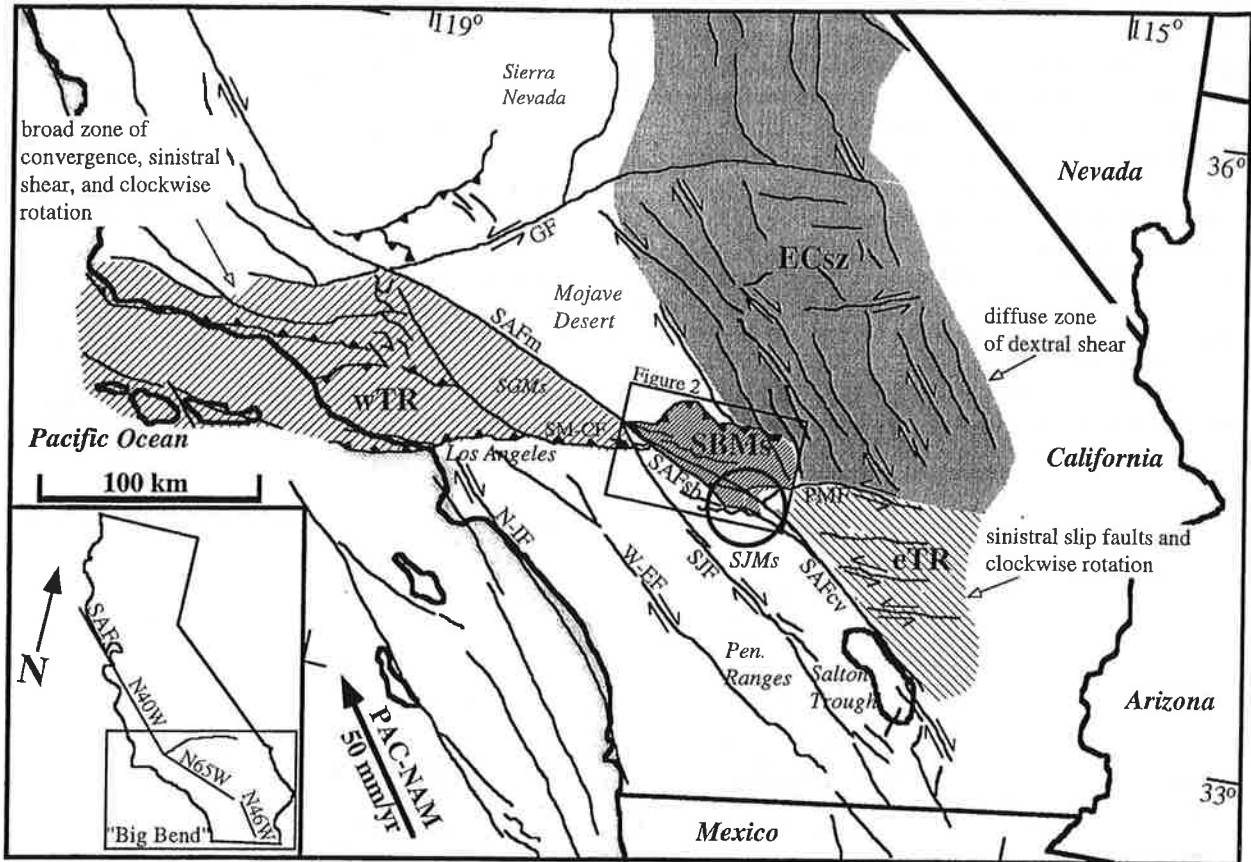 119°
115°
Sierra
Nevada
broad zone of
convergence, sinistral
shear, and clockwise
rotation
Nevada
36°
GF
ECsz
Mojave
Desert
diffuse zone
of dextral shear
SAFm
SGMs
Figure 2
wTR
SM-CF
SBMs
Pacific Ocean
Los Angeles
California
100 km
SAFsb
PMF
N-IF
SJMs
sinistral slip faults and
clockwise rotation
eTR
W-EF
SJF
SAFcv
SAF
N
Pen.
Ranges
Salton
Trough
Arizona
N40W
PAC-NAM
50 mm/yr
N65W
N46W
33°
"Big Bend"
Mexico